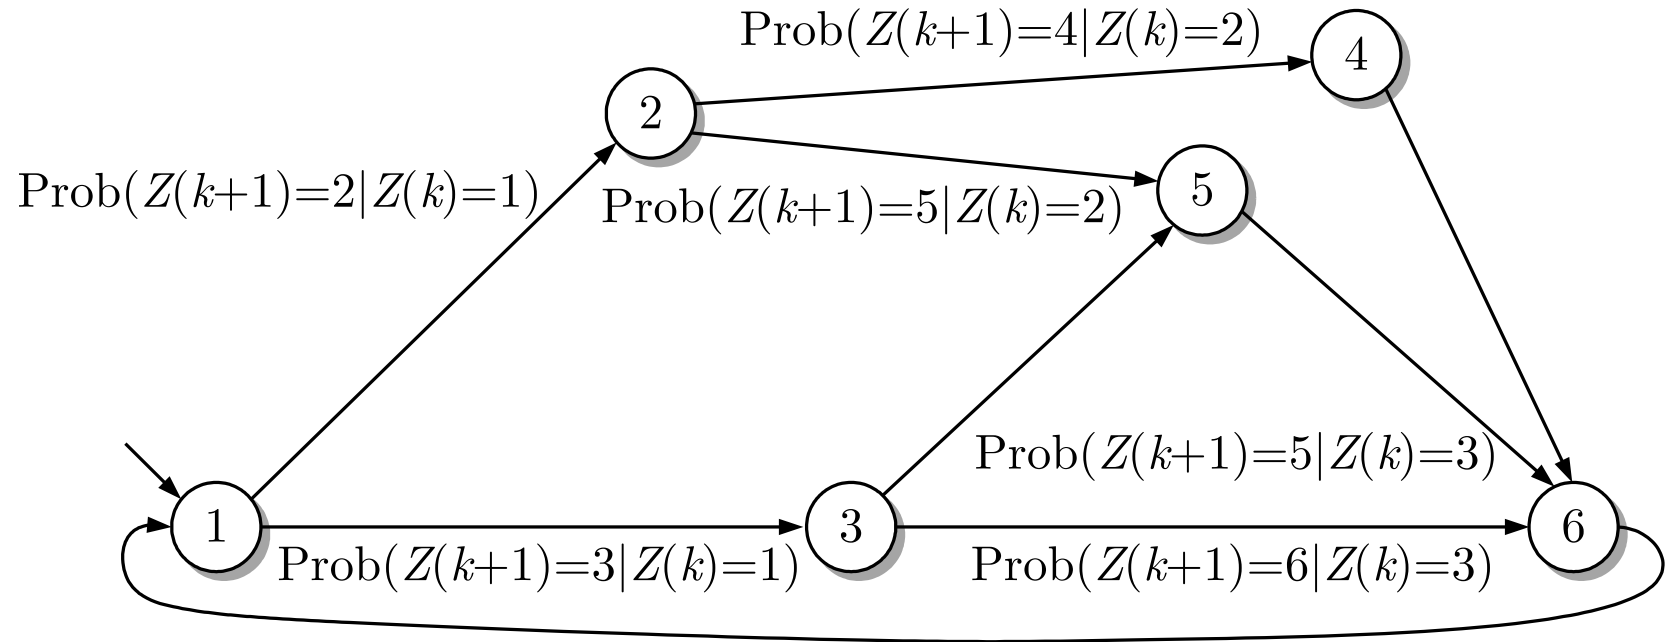 Prob(Z(k+1)=4|Z(k)=2)
4
2
Prob(Z(k+1)=2|Z(k)=1)
5
Prob(Z(k+1)=5|Z(k)=2)
Prob(Z(k+1)=5|Z(k)=3)
1
3
6
Prob(Z(k+1)=3|Z(k)=1)
Prob(Z(k+1)=6|Z(k)=3)